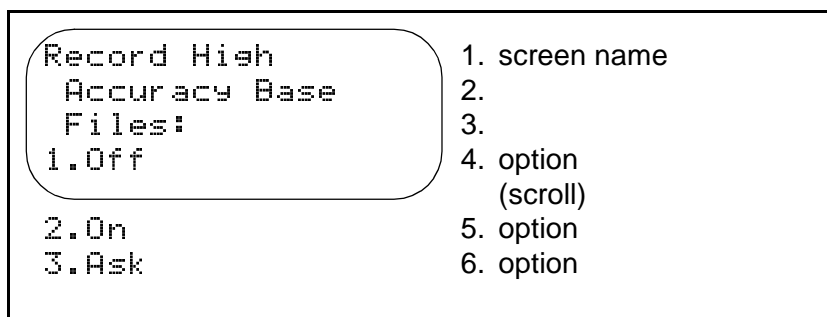 Record High 1. screen name
Accuracy Base 2.
Files: 3.
1.Off 4. option
(scroll)
2.On 5. option
3.Ask 6. option